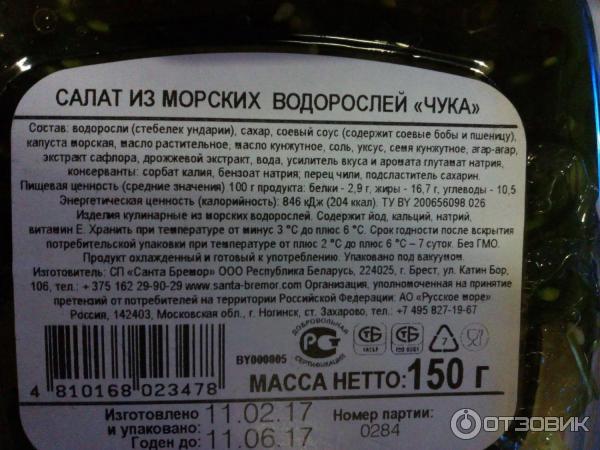 САЛАТ ИЗ МОРСКИХ ВОДОРОСЛЕЙ «ЧУКА»
Состав: водоросли (стебелек ундарии), сахар, соевый соус (содержит соевые бобы и пшеницу),
капуста морская, масло растительное, масло кунжутное, соль, уксус, семя кунжутное, агар-агар,
экстракт сафлора, дрожжевой экстракт, вода, усилитель вкуса и аромата глутамат натрия,
консерванты: сорбат калия, бензоат натрия; перец чили, подсластитель сахарин.
Пищевая ценность (средние значения) 100 г продукта: белки - 2,9 г, жиры - 16,7 г, углеводы - 10,5
Энергетическая ценность (калорийность): 846 кДж (204 ккал). ТУ BY 200656098 026
Изделия кулинарные из морских водорослей. Содержит йод, кальций, натрий,
витамин Е. Хранить при температуре от минус 3 °С до плюс 6 °С. Срок годности после вскрытия
потребительской упаковки при температуре от плюс 2 °С до плюс 6 °С – 7 суток. Без ГМО.
Продукт охлажденный и готовый к употреблению. Упаковано под вакуумом.
Изготовитель: СП «Санта Бремор» ООО Республика Беларусь, 224025, г. Брест, ул. Катин Бор,
106, тел.: + 375 162 29-90-29 www.santa-bremor.com Организация, уполномоченная на принятие
претензий от потребителей на территории Российской Федерации: АО «Русское море»
Россия, 142403, Московская обл., г. Ногинск, ст. Захарово, тел.: +7 495 827-19-67
BY000805
ДОБРОВОЛЬНАЯ
СЕРТИФИКАЦИЯ
СТБ
СТБ
ISO 9001
7
4 810168 023478
МАССА НЕТТО: 150 г
Изготовлено 11.02.17
и упаковано:
Годен до: 11.06.17
Номер партии:
0284
ОТЗОВИК